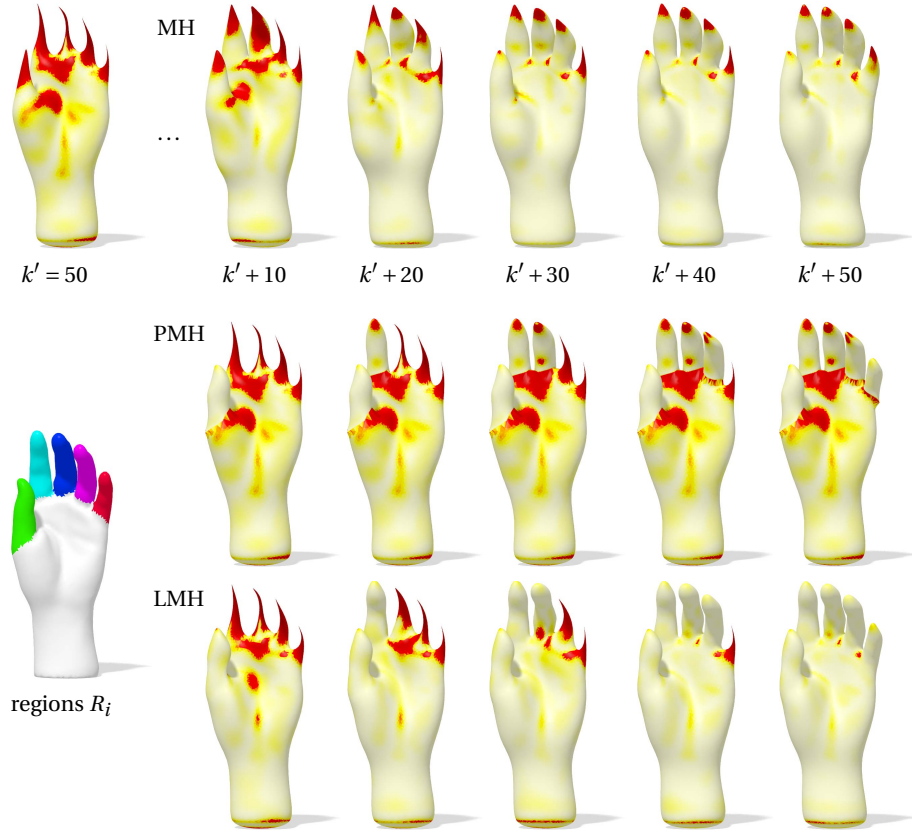 MH
...
k′ = 50
k′ + 10
k′ + 20
k′ + 30
k′ + 40
k′ + 50
PMH
LMH
regions R_i